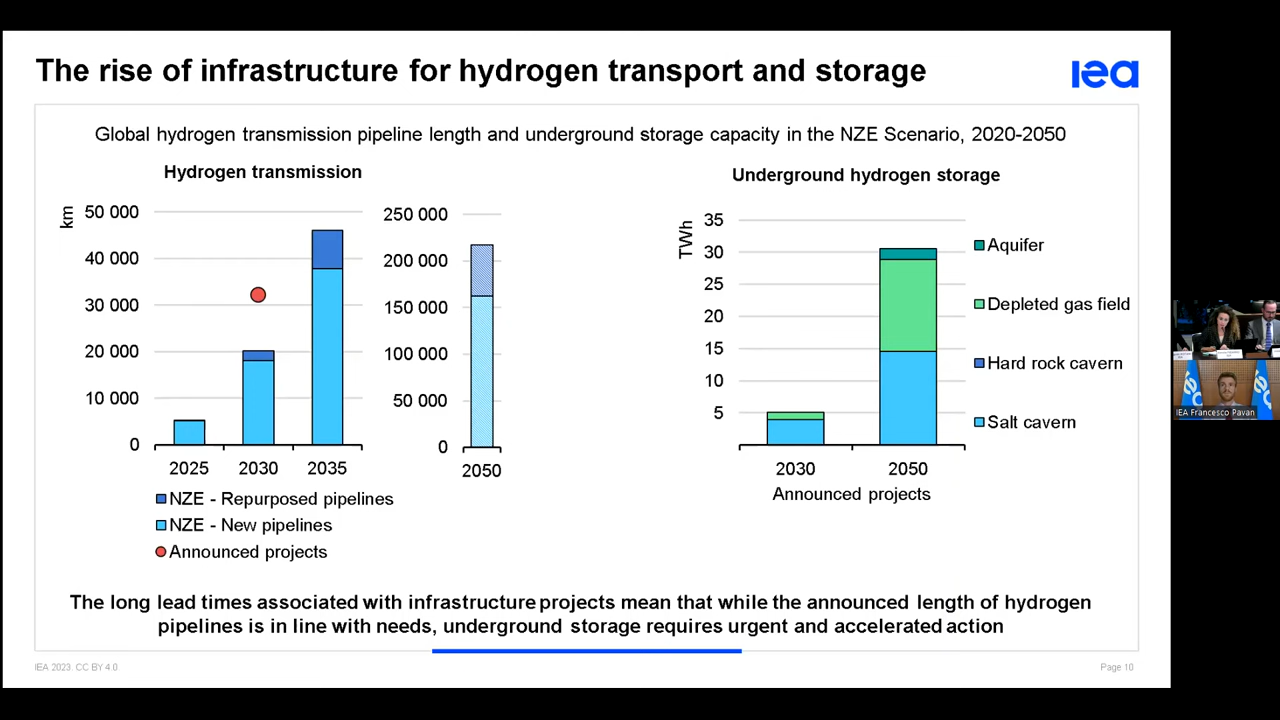 The rise of infrastructure for hydrogen transport and storage
iea
Global hydrogen transmission pipeline length and underground storage capacity in the NZE Scenario, 2020-2050
Hydrogen transmission
km
50 000
40 000
30 000
20 000
10 000
0
2025
2030
2035
250 000
200 000
150 000
100 000
50 000
0
2050
NZE - Repurposed pipelines
NZE - New pipelines
Announced projects
Underground hydrogen storage
TWh
35
30
25
20
15
10
5
2030
2050
Announced projects
Aquifer
Depleted gas field
Hard rock cavern
Salt cavern
The long lead times associated with infrastructure projects mean that while the announced length of hydrogen
pipelines is in line with needs, underground storage requires urgent and accelerated action
IEA 2023. CC BY 4.0.
Page 10
IEA Francesco Pavan